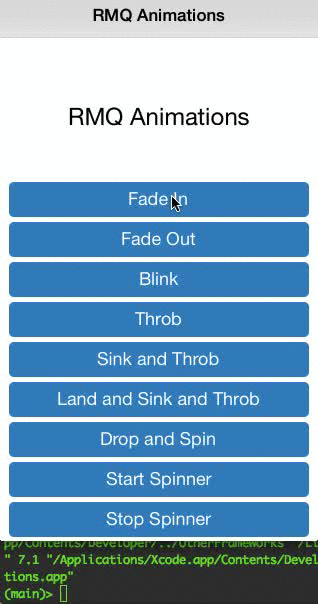 RMQ Animations
RMQ Animations
Fade In
Fade Out
Blink
Throb
Sink and Throb
Land and Sink and Throb
Drop and Spin
Start Spinner
Stop Spinner
pp/Contents/Developer/../OtherFrameworks
" 7.1 "/Applications/Xcode.app/Contents/Devel
tions.app"
(main)>